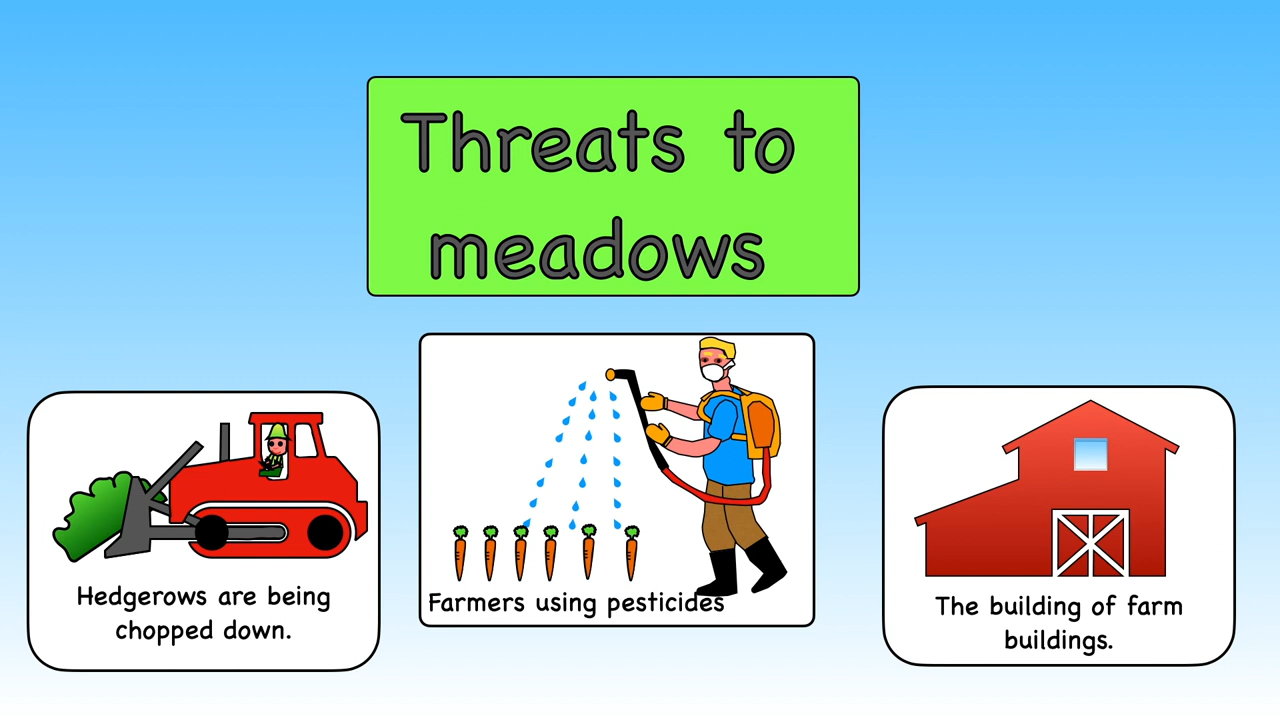 Threats to
meadows
Hedgerows are being
chopped down.
Farmers using pesticides
The building of farm
buildings.